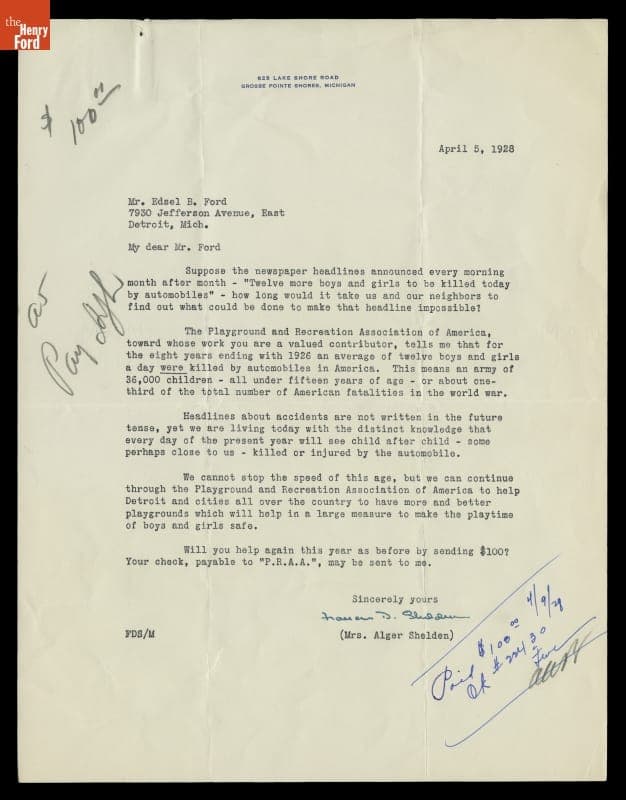 the
Henry
Ford
$ 100.00
625 LAKE SHORE ROAD
GROSSE POINTE SHORES, MICHIGAN
April 5, 1928
Mr. Edsel B. Ford
7930 Jefferson Avenue, East
Detroit, Mich.
My dear Mr. Ford
Suppose the newspaper headlines announced every morning
month after month - "Twelve more boys and girls to be killed today
by automobiles" - how long would it take us and our neighbors to
find out what could be done to make that headline impossible?
The Playground and Recreation Association of America,
toward whose work you are a valued contributor, tells me that for
the eight years ending with 1926 an average of twelve boys and girls
a day were killed by automobiles in America. This means an army of
36,000 children - all under fifteen years of age - or about one-
third of the total number of American fatalities in the world war.
Headlines about accidents are not written in the future
tense, yet we are living today with the distinct knowledge that
every day of the present year will see child after child - some
perhaps close to us - killed or injured by the automobile.
We cannot stop the speed of this age, but we can continue
through the Playground and Recreation Association of America to help
Detroit and cities all over the country to have more and better
playgrounds which will help in a large measure to make the playtime
of boys and girls safe.
Will you help again this year as before by sending $100?
Your check, payable to "P.R.A.A.", may be sent to me.
Sincerely yours
Frances D. Shelden
FDS/M
(Mrs. Alger Shelden)
Pay
Paid $100.00 4/9/28
Ck #